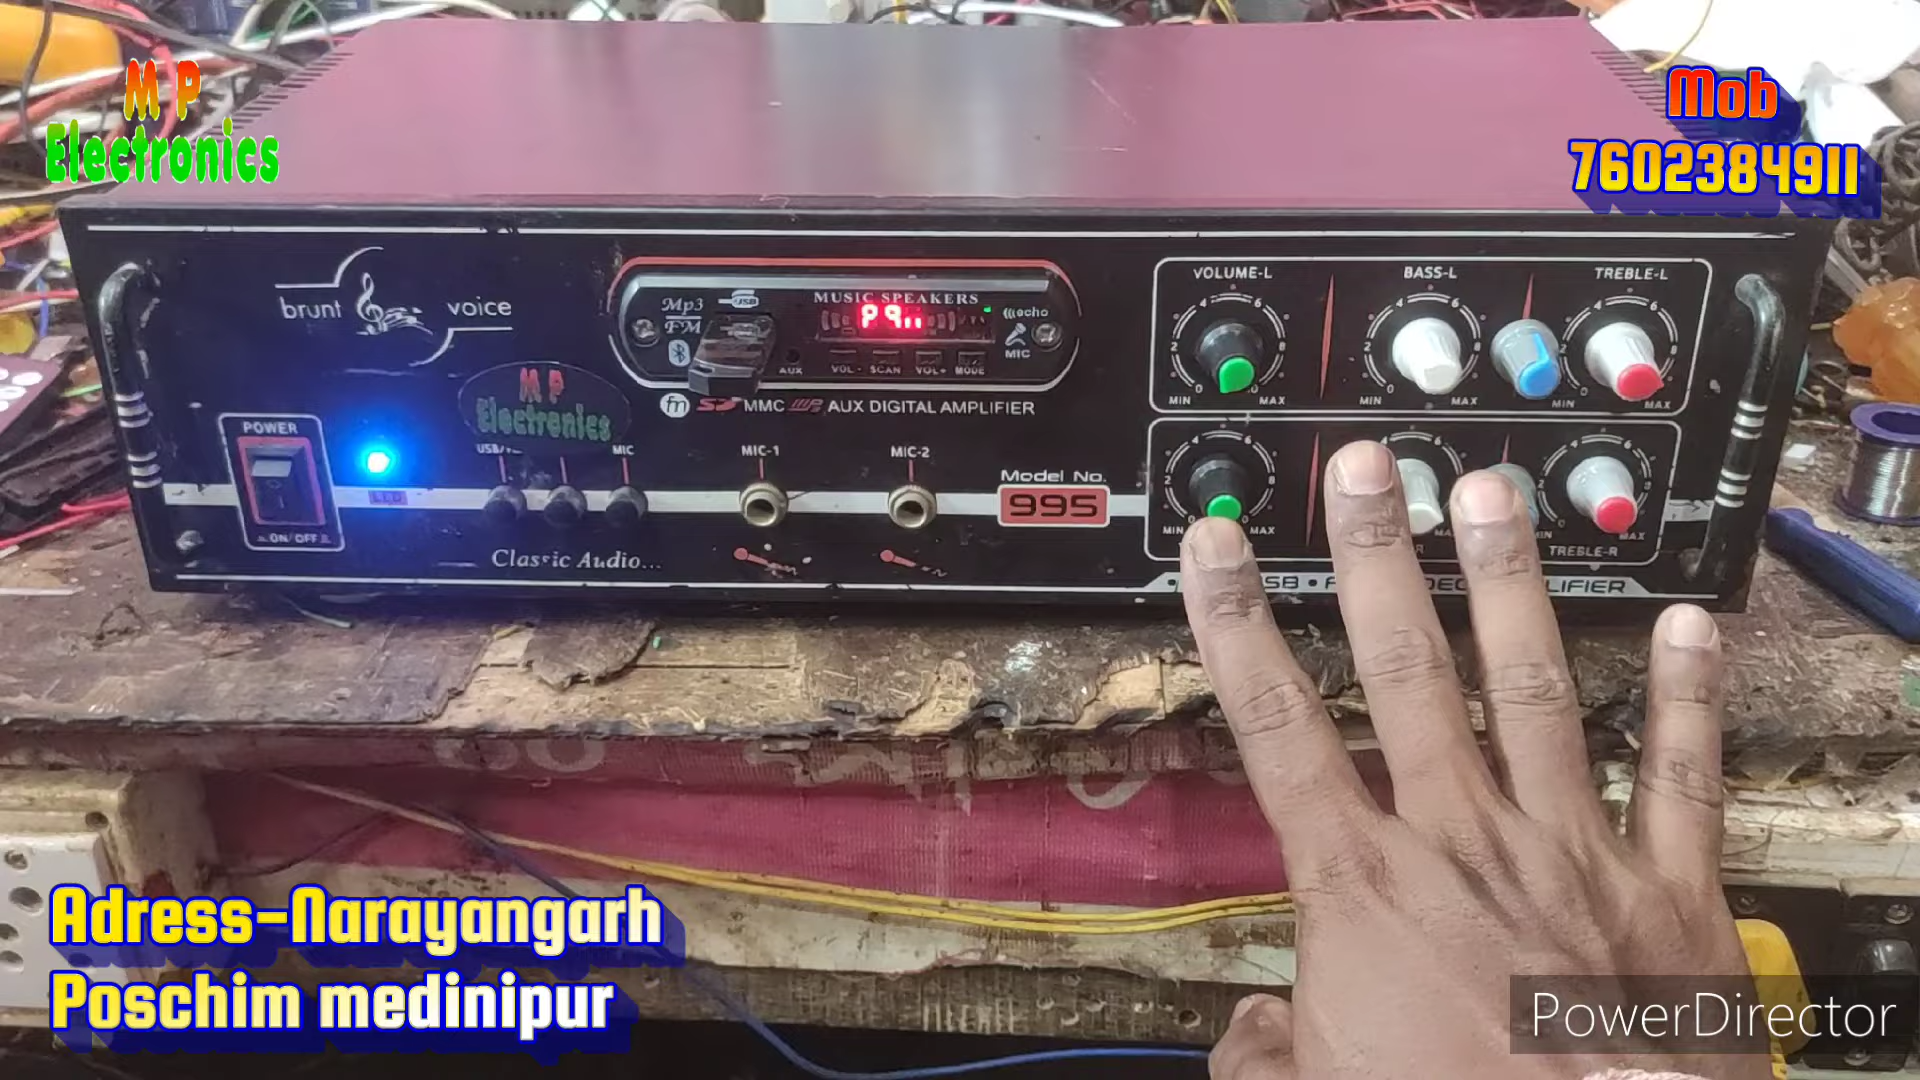 M P
Electronics
Mob
7602384911
brunt voice
Mp3
FM
USB
MUSIC SPEAKERS
echo
MIC
AUX
VOL-
SCAN
VOL+
MODE
fm
MMC
AUX DIGITAL AMPLIFIER
M P
Electronics
POWER
ON/OFF
MIC
MIC-1
MIC-2
Model No.
995
Classic Audio...
VOLUME-L
BASS-L
TREBLE-L
MIN
MAX
MIN
MAX
MIN
MAX
MIN
MAX
MAX
TREBLE-R
Adress-Narayangarh
Poschim medinipur
PowerDirector